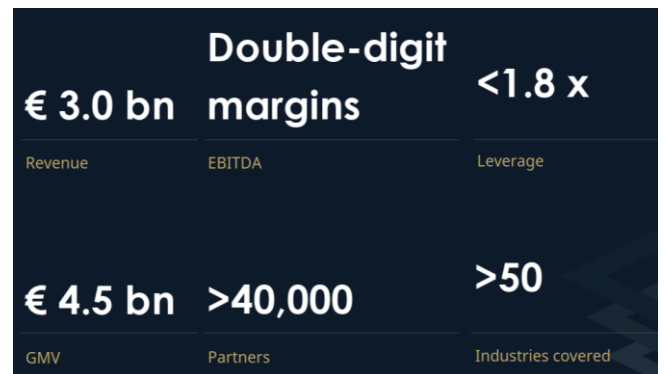 € 3.0 bn
Revenue
Double-digit
margins
EBITDA
<1.8 x
Leverage
€ 4.5 bn
GMV
>40,000
Partners
>50
Industries covered